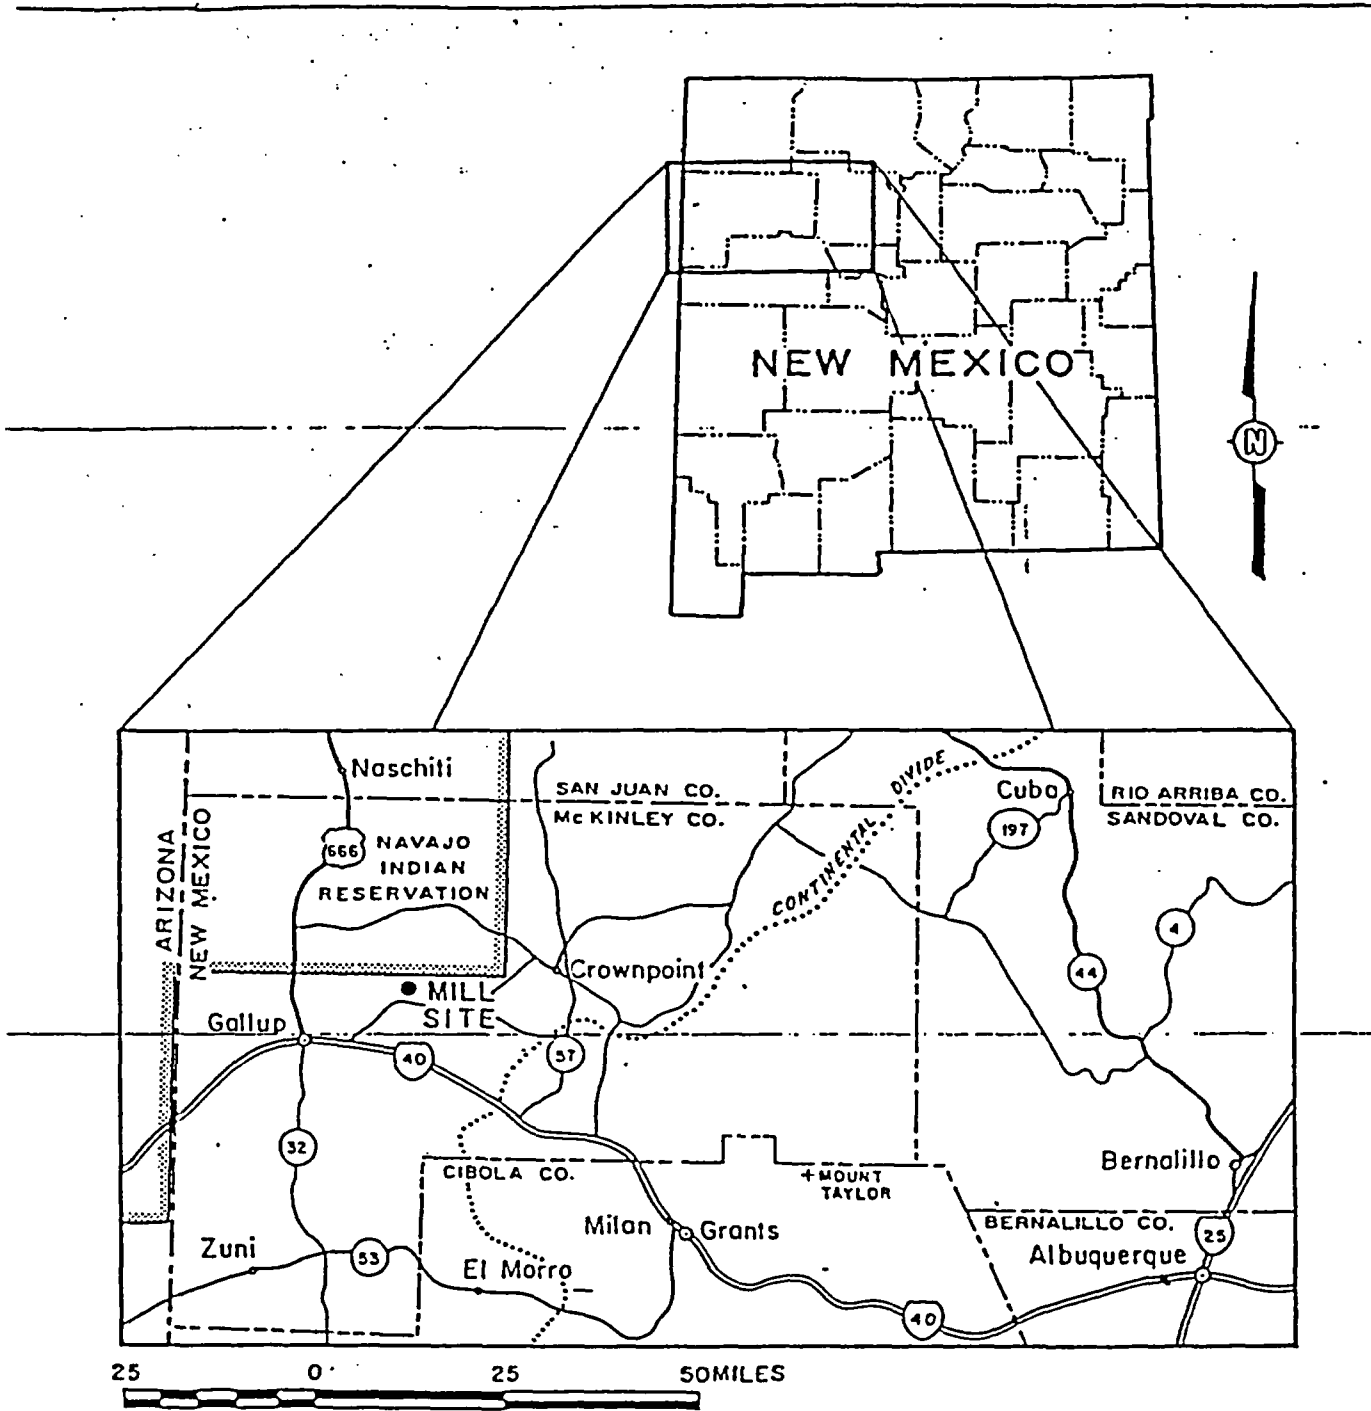 NEW MEXICO
N
Naschiti
SAN JUAN CO.
McKINLEY CO.
CONTINENTAL DIVIDE
Cuba
RIO ARRIBA CO.
SANDOVAL CO.
197
666
NAVAJO
INDIAN
RESERVATION
ARIZONA
NEW MEXICO
4
44
Crownpoint
MILL
SITE
Gallup
40
57
32
CIBOLA CO.
+MOUNT
TAYLOR
Bernalillo
BERNALILLO CO.
Milan
Grants
25
Albuquerque
Zuni
53
El Morro
40
25 0 25 50MILES